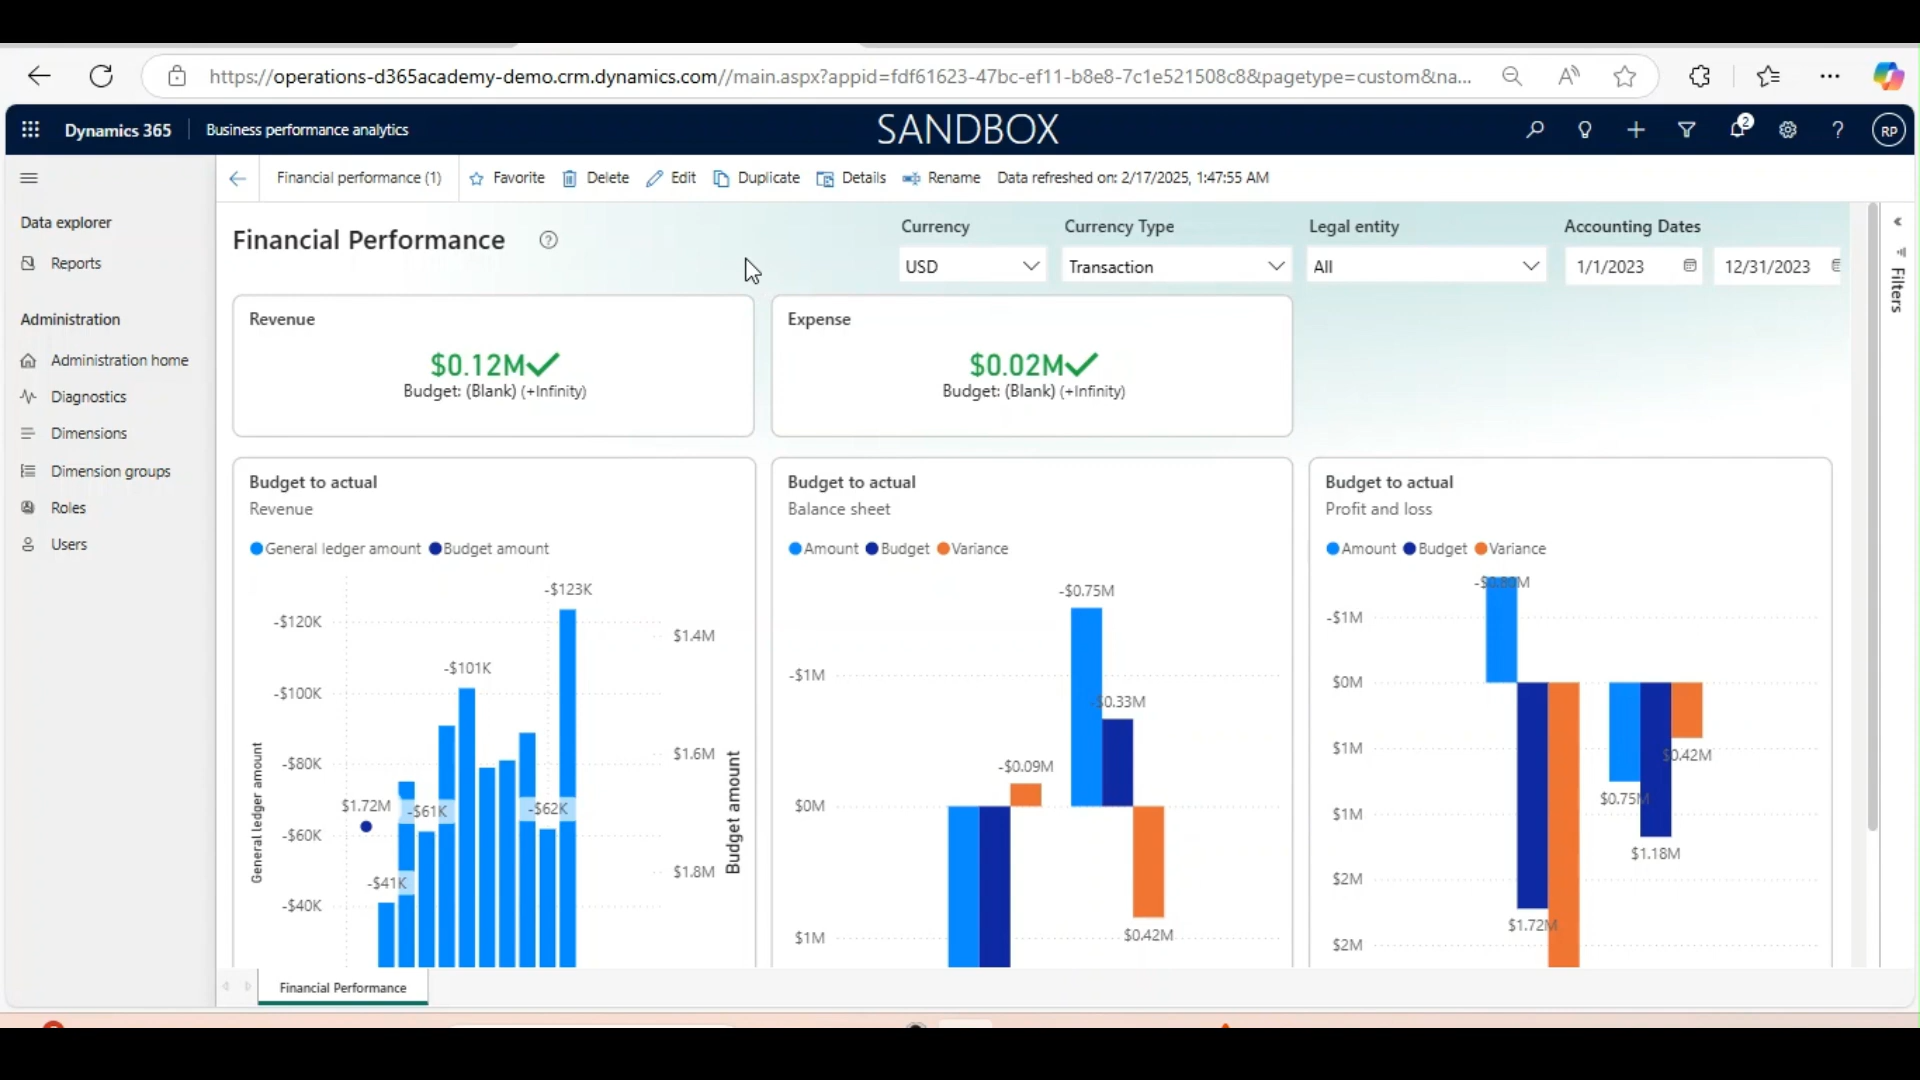 https://operations-d365academy-demo.crm.dynamics.com//main.aspx?appid=fdf61623-47bc-ef11-b8e8-7c1e521508c8&pagetype=custom&na...
Dynamics 365
Business performance analytics
SANDBOX
2
RP
Financial performance (1)
Favorite
Delete
Edit
Duplicate
Details
Rename
Data refreshed on: 2/17/2025, 1:47:55 AM
Data explorer
Reports
Administration
Administration home
Diagnostics
Dimensions
Dimension groups
Roles
Users
Financial Performance
Currency
USD
Currency Type
Transaction
Legal entity
All
Accounting Dates
1/1/2023
12/31/2023
Filters
Revenue
$0.12M
Budget: (Blank) (+Infinity)
Expense
$0.02M
Budget: (Blank) (+Infinity)
Budget to actual
Revenue
General ledger amount
Budget amount
General ledger amount
-$120K
-$100K
-$80K
-$60K
-$40K
$1.72M
-$41K
-$61K
-$101K
-$62K
-$123K
$1.4M
$1.6M
$1.8M
Budget amount
Budget to actual
Balance sheet
Amount
Budget
Variance
-$1M
$0M
$1M
-$0.09M
-$0.75M
-$0.33M
$0.42M
Budget to actual
Profit and loss
Amount
Budget
Variance
-$1M
$0M
$1M
$1M
$2M
$2M
$1.72M
$0.75M
$1.18M
$0.42M
Financial Performance